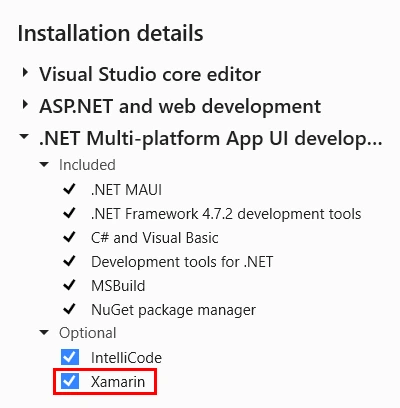 Installation details
Visual Studio core editor
ASP.NET and web development
.NET Multi-platform App UI develop...
Included
.NET MAUI
.NET Framework 4.7.2 development tools
C# and Visual Basic
Development tools for .NET
MSBuild
NuGet package manager
Optional
IntelliCode
Xamarin